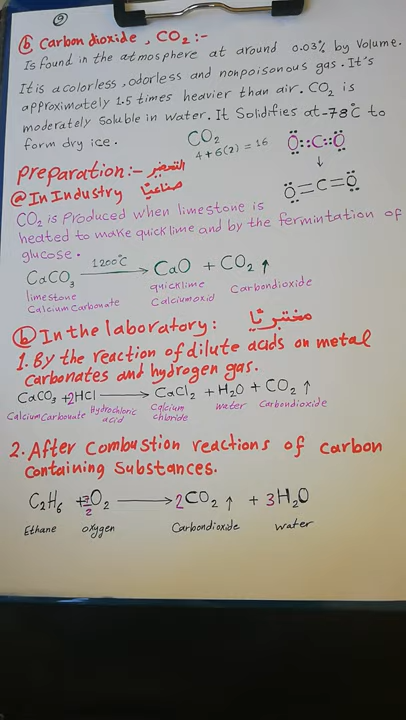 9
ⓑ Carbon dioxide, CO₂ :-
Is found in the atmosphere at around 0.03% by Volume.
It is a colorless, odorless and nonpoisonous gas. It's
approximately 1.5 times heavier than air. CO₂ is
moderately Soluble in water. It Solidifies at -78°C to
form dry ice.
CO₂
4 + 6(2) = 16
O::C::O
↓
O=C=O
Preparation:- التحضير
@ In Industry صناعيًا
CO₂ is produced when limestone is
heated to make quicklime and by the fermintation of
glucose.
CaCO₃ 1200°C → CaO + CO₂ ↑
limestone quicklime Carbondioxide
Calcium Carbonate Calciumoxid
ⓑ In the laboratory: مختبريًا
1. By the reaction of dilute acids on metal
Carbonates and hydrogen gas.
CaCO₃ + 2HCl → CaCl₂ + H₂O + CO₂ ↑
Calcium Carbonate Hydrochloric acid Calcium chloride water Carbondioxide
2. After Combustion reactions of carbon
Containing Substances.
C₂H₆ + 7/2 O₂ → 2CO₂ ↑ + 3H₂O
Ethane oxygen Carbondioxide water